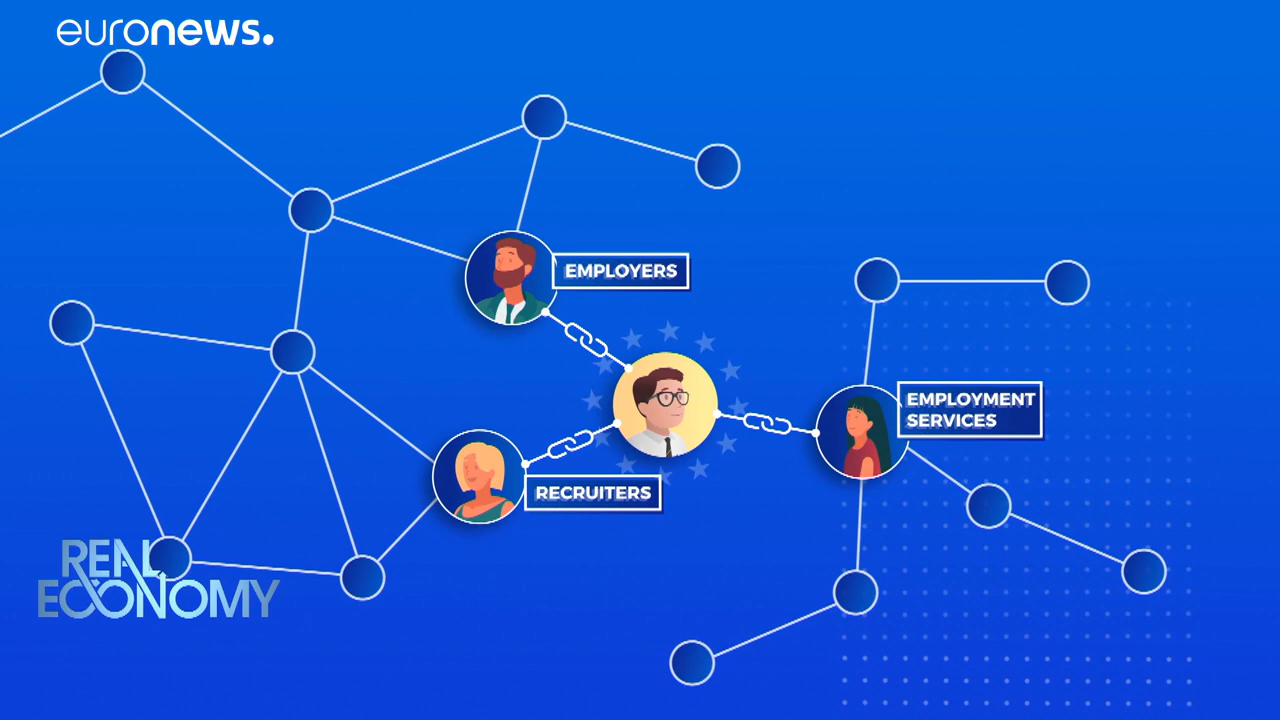 euronews.
EMPLOYERS
EMPLOYMENT
SERVICES
RECRUITERS
REAL
ECONOMY